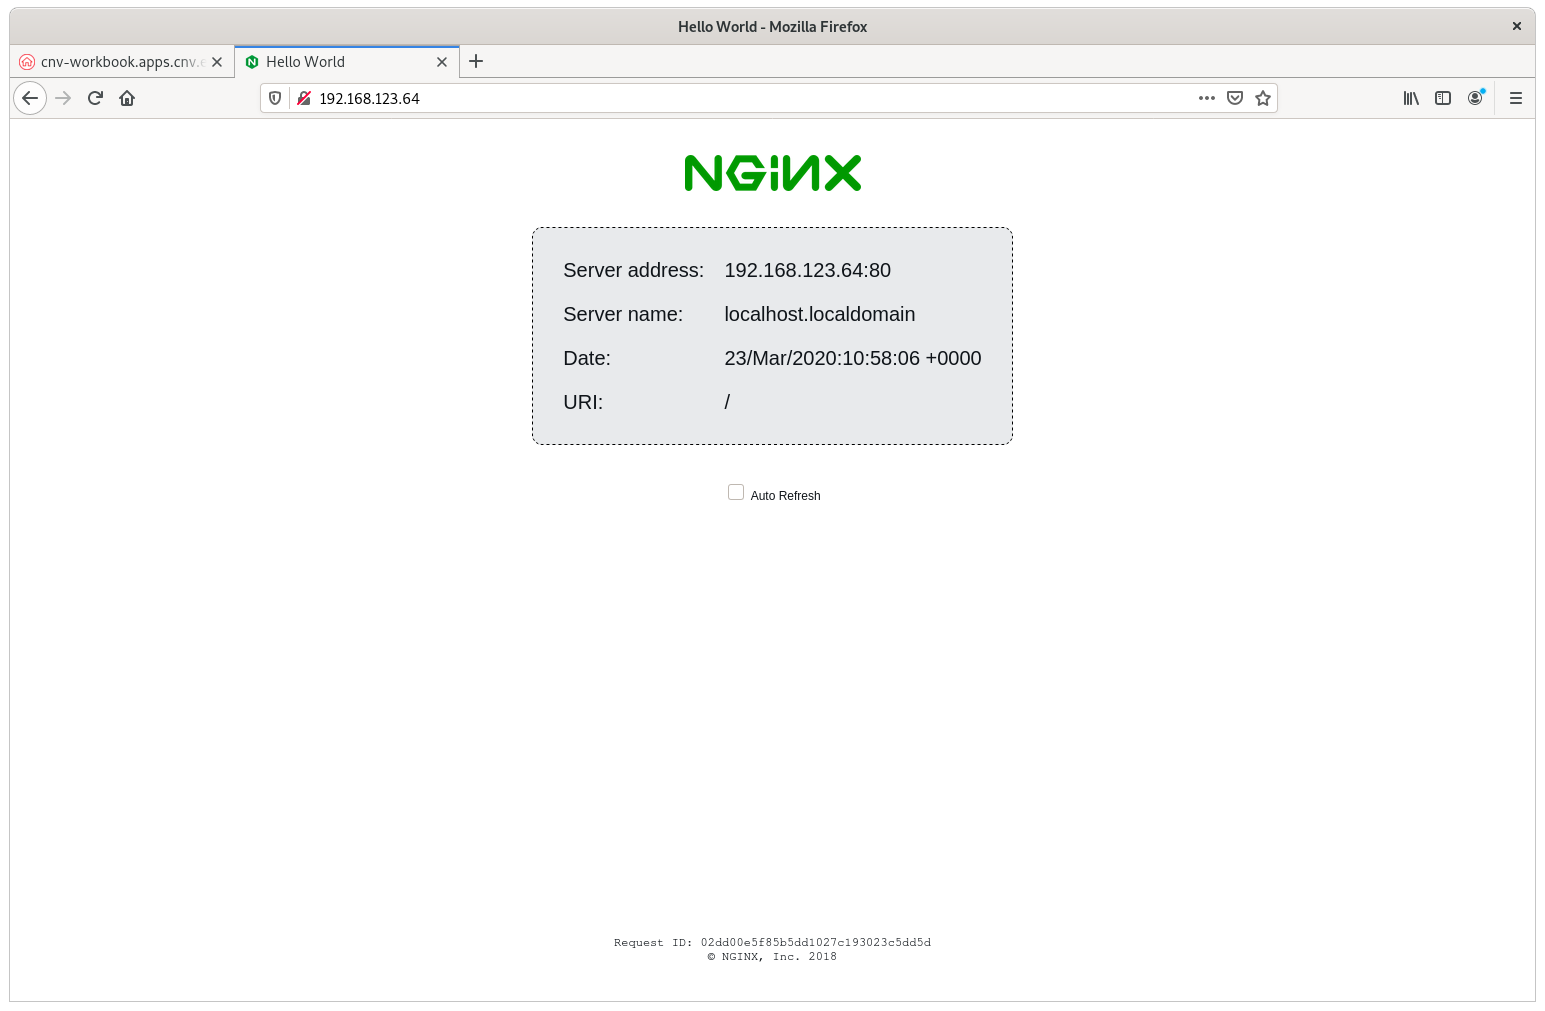 Hello World - Mozilla Firefox
cnv-workbook.apps.cnv.e
Hello World
192.168.123.64
NGINX
Server address: 192.168.123.64:80
Server name: localhost.localdomain
Date: 23/Mar/2020:10:58:06 +0000
URI: /
Auto Refresh
Request ID: 02dd00e5f85b5dd1027c193023c5dd5d
© NGINX, Inc. 2018